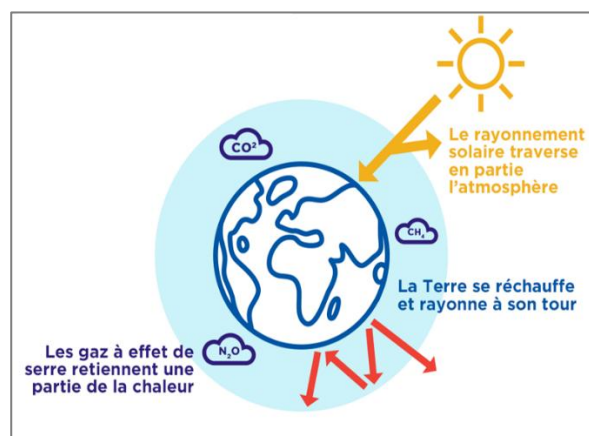 CO²
Le rayonnement
solaire traverse
en partie
l'atmosphère
CH₄
La Terre se réchauffe
et rayonne à son tour
N₂O
Les gaz à effet de
serre retiennent une
partie de la chaleur